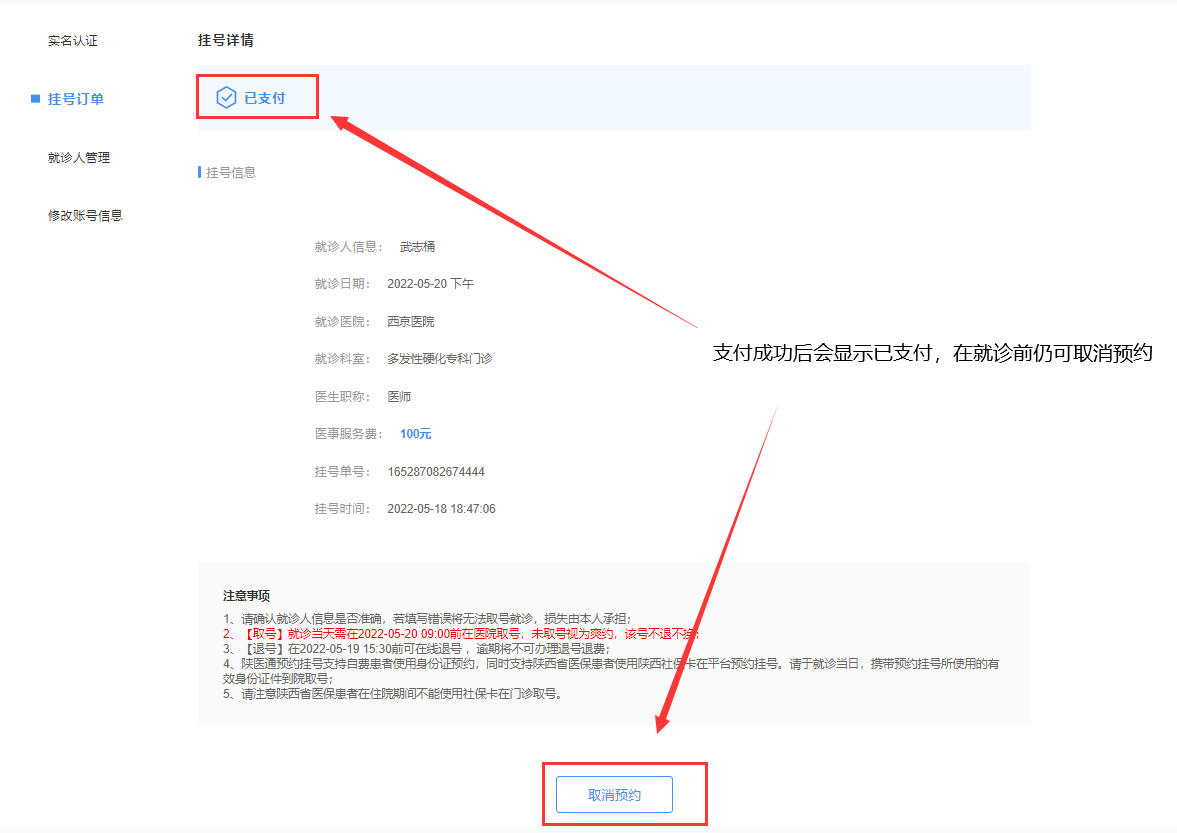 实名认证
挂号订单
就诊人管理
修改账号信息
挂号详情
已支付
挂号信息
就诊人信息： 武志桶
就诊日期： 2022-05-20 下午
就诊医院： 西京医院
就诊科室： 多发性硬化专科门诊
医生职称： 医师
医事服务费： 100元
挂号单号： 165287082674444
挂号时间： 2022-05-18 18:47:06
支付成功后会显示已支付，在就诊前仍可取消预约
注意事项
1、请确认就诊人信息是否准确，若填写错误将无法取号就诊，损失由本人承担；
2、【取号】就诊当天需在2022-05-20 09:00前在医院取号，未取号视为爽约，该号不退不换；
3、【退号】在2022-05-19 15:30前可在线退号 ，逾期将不可办理退号退费；
4、陕医通预约挂号支持自费患者使用身份证预约，同时支持陕西省医保患者使用陕西社保卡在平台预约挂号。请于就诊当日，携带预约挂号所使用的有
效身份证件到院取号；
5、请注意陕西省医保患者在住院期间不能使用社保卡在门诊取号。
取消预约